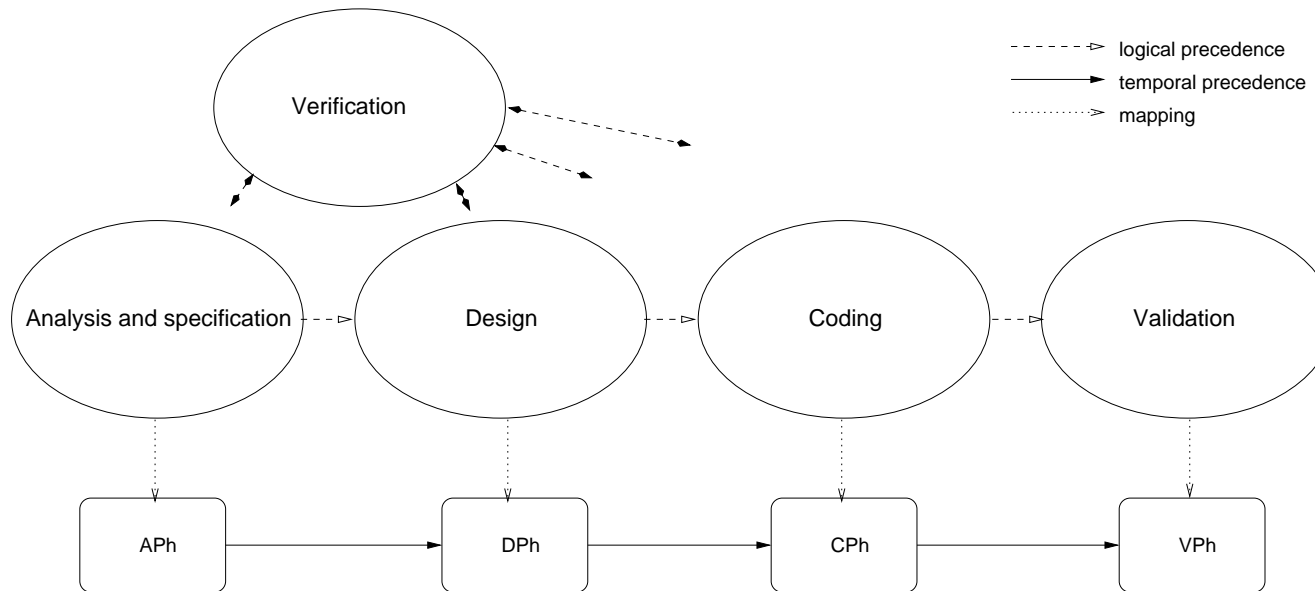 logical precedence
temporal precedence
mapping
Verification
Analysis and specification
Design
Coding
Validation
APh
DPh
CPh
VPh